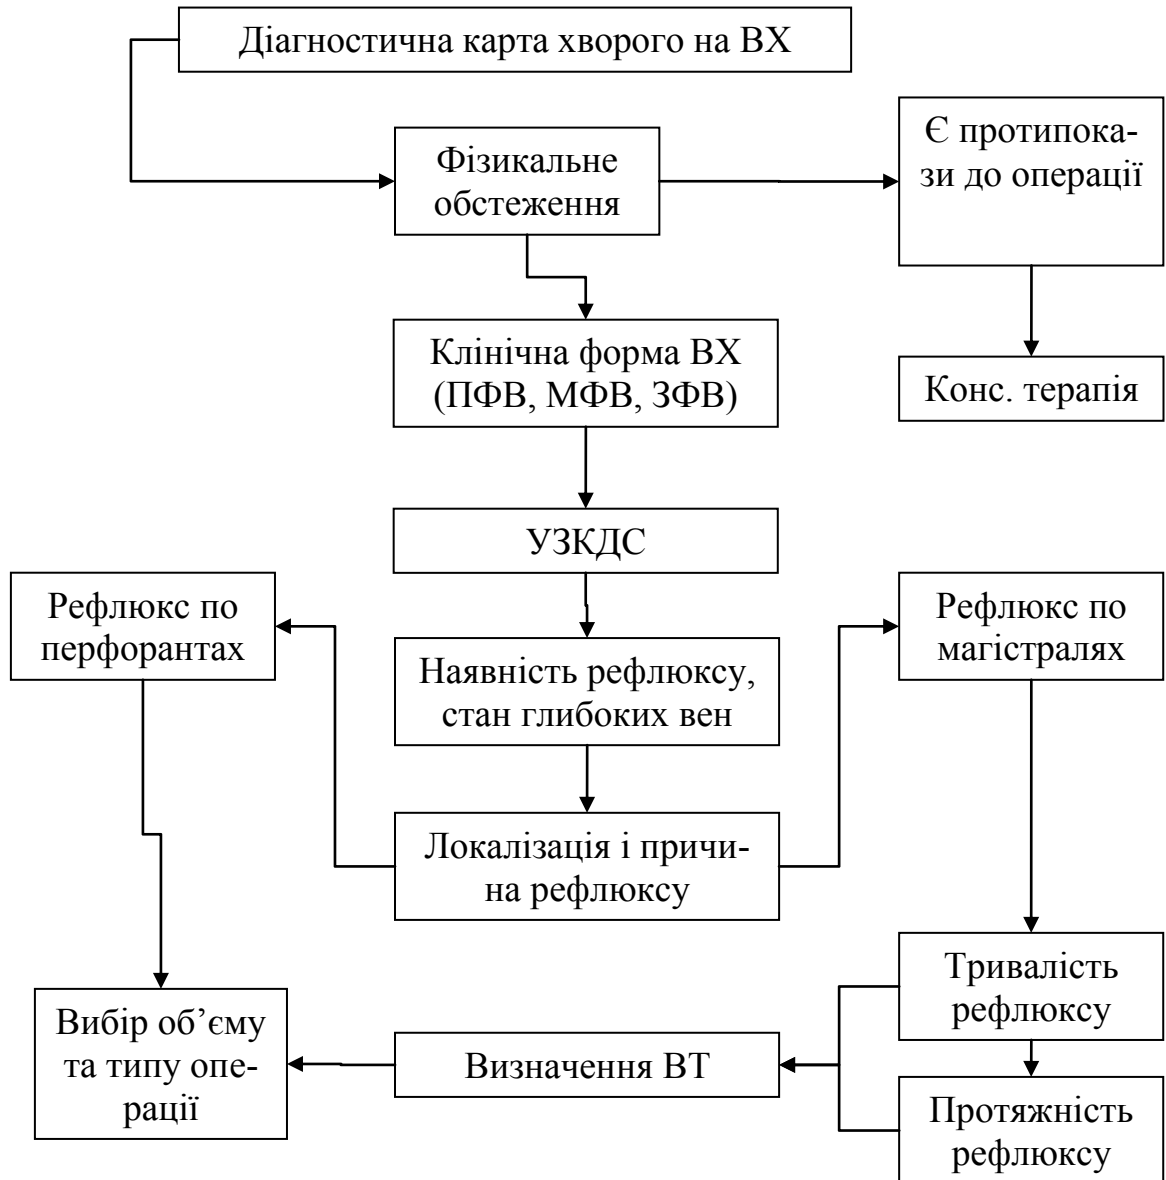 Діагностична карта хворого на ВХ
Фізикальне
обстеження
Є протипока-
зи до операції
Клінічна форма ВХ
(ПФВ, МФВ, ЗФВ)
Конс. терапія
УЗКДС
Рефлюкс по
перфорантах
Наявність рефлюксу,
стан глибоких вен
Рефлюкс по
магістралях
Локалізація і причи-
на рефлюксу
Тривалість
рефлюксу
Вибір об’єму
та типу опе-
рації
Визначення ВТ
Протяжність
рефлюксу